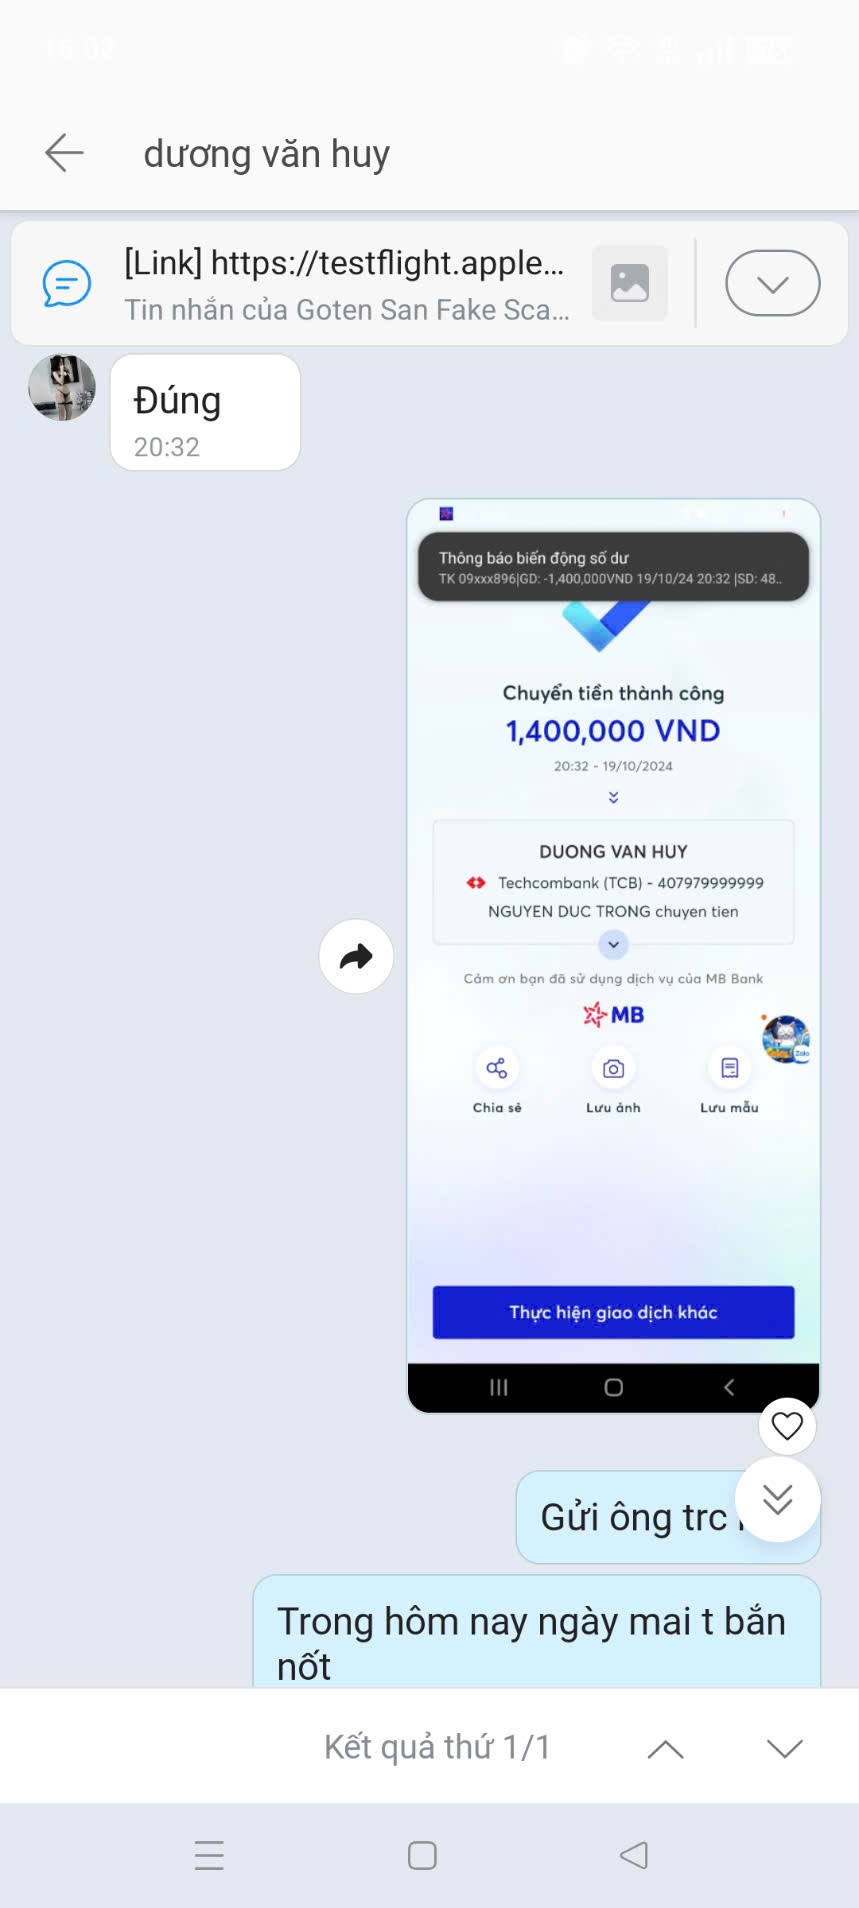 16:02
dương văn huy
[Link] https://testflight.apple...
Tin nhắn của Goten San Fake Sca...
Đúng
20:32
Thông báo biến động số dư
TK 09xxx896|GD: -1,400,000VND 19/10/24 20:32 |SD: 48..
Chuyển tiền thành công
1,400,000 VND
20:32 - 19/10/2024
DUONG VAN HUY
Techcombank (TCB) - 407979999999
NGUYEN DUC TRONG chuyen tien
Cảm ơn bạn đã sử dụng dịch vụ của MB Bank
MB
Zalo
Chia sẻ
Lưu ảnh
Lưu mẫu
Thực hiện giao dịch khác
Gửi ông trc
Trong hôm nay ngày mai t bắn
nốt
Kết quả thứ 1/1